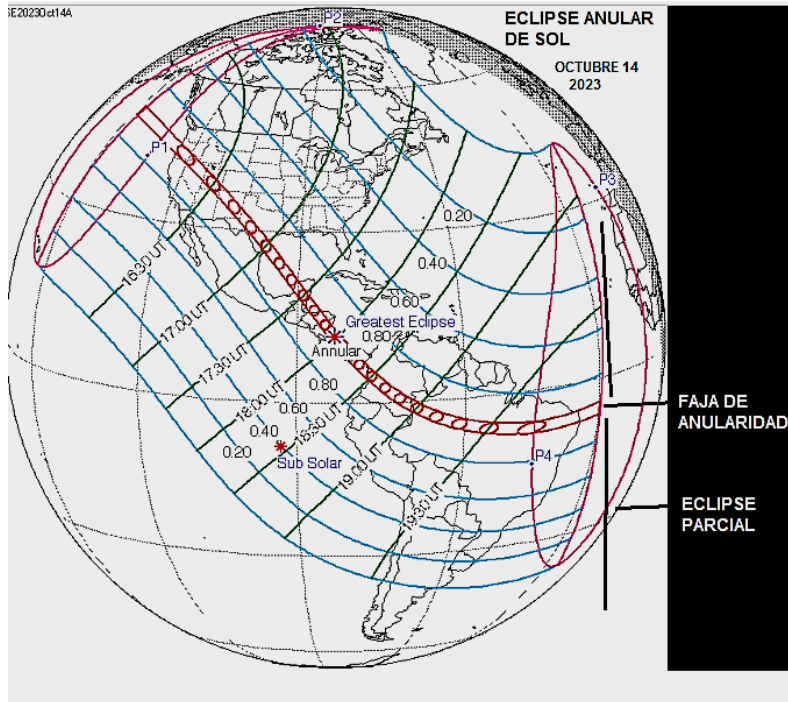 SE2023Oct14A
P2
ECLIPSE ANULAR
DE SOL
OCTUBRE 14
2023
P1
P3
0.20
0.40
16:30 UT
0.60
17:00 UT
Greatest Eclipse
0.80
Annular
17:30 UT
0.80
18:00 UT
0.60
FAJA DE
ANULARIDAD
0.40
18:30 UT
0.20
P4
Sub Solar
19:00 UT
19:30 UT
ECLIPSE
PARCIAL